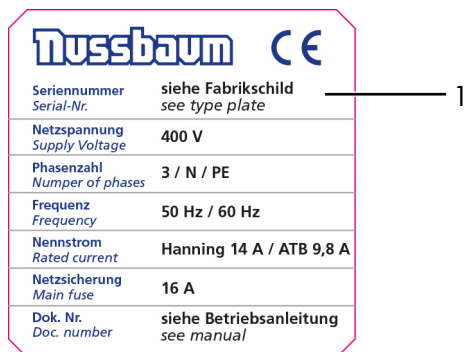 nussbaum CE
Seriennummer siehe Fabrikschild
Serial-Nr. see type plate
1
Netzspannung
Supply Voltage
400 V
Phasenzahl
Numper of phases
3 / N / PE
Frequenz
Frequency
50 Hz / 60 Hz
Nennstrom
Rated current
Hanning 14 A / ATB 9,8 A
Netzsicherung
Main fuse
16 A
Dok. Nr. siehe Betriebsanleitung
Doc. number see manual